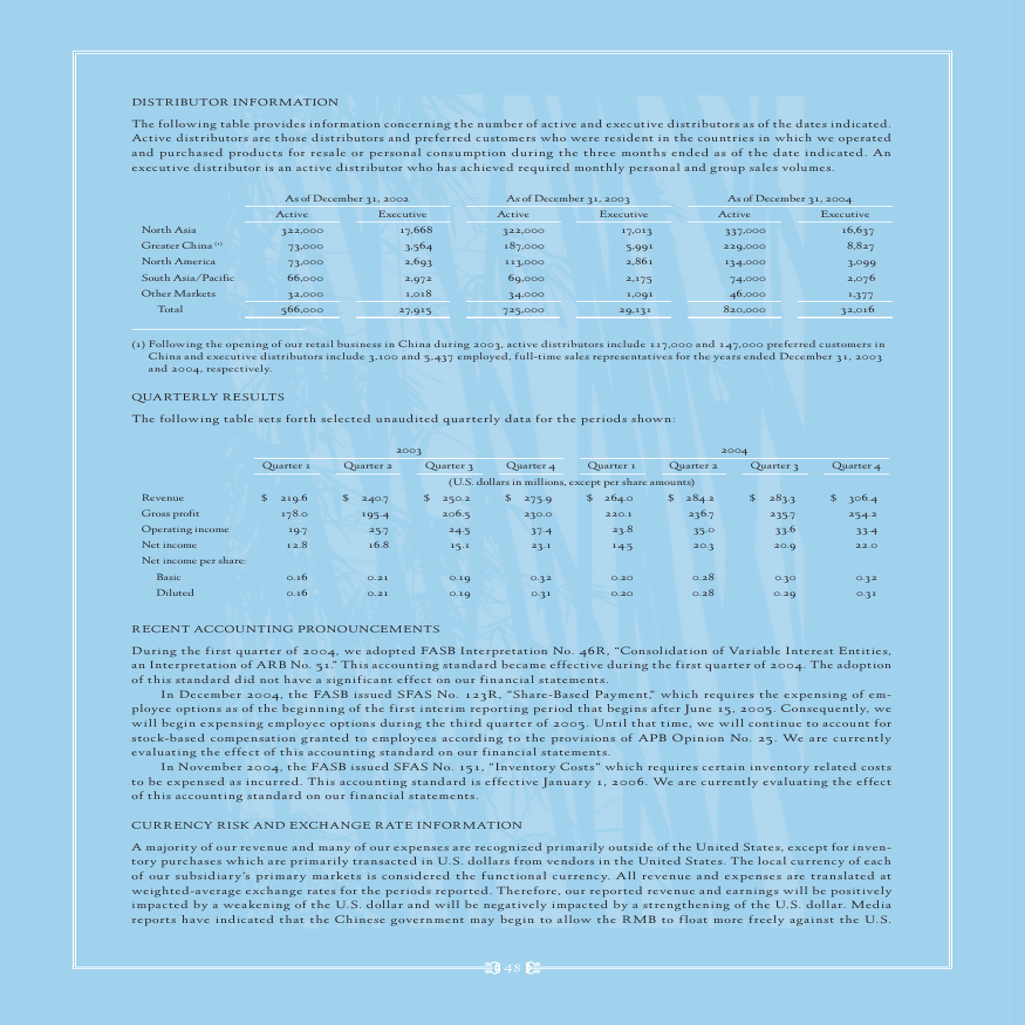 DISTRIBUTOR INFORMATION
The following table provides information concerning the number of active and executive distributors as of the dates indicated.
Active distributors are those distributors and preferred customers who were resident in the countries in which we operated
and purchased products for resale or personal consumption during the three months ended as of the date indicated. An
executive distributor is an active distributor who has achieved required monthly personal and group sales volumes.
As of December 31, 2002 As of December 31, 2003 As of December 31, 2004
Active Executive Active Executive Active Executive
North Asia 322,000 17,668 322,000 17,013 337,000 16,637
Greater China (1) 73,000 3,564 187,000 5,991 229,000 8,827
North America 73,000 2,693 113,000 2,861 134,000 3,099
South Asia/Pacific 66,000 2,972 69,000 2,175 74,000 2,076
Other Markets 32,000 1,018 34,000 1,091 46,000 1,377
Total 566,000 27,915 725,000 29,131 820,000 32,016
(1) Following the opening of our retail business in China during 2003, active distributors include 117,000 and 147,000 preferred customers in
China and executive distributors include 3,100 and 5,437 employed, full-time sales representatives for the years ended December 31, 2003
and 2004, respectively.
QUARTERLY RESULTS
The following table sets forth selected unaudited quarterly data for the periods shown:
2003 2004
Quarter 1 Quarter 2 Quarter 3 Quarter 4 Quarter 1 Quarter 2 Quarter 3 Quarter 4
(U.S. dollars in millions, except per share amounts)
Revenue $ 219.6 $ 240.7 $ 250.2 $ 275.9 $ 264.0 $ 284.2 $ 283.3 $ 306.4
Gross profit 178.0 195.4 206.5 230.0 220.1 236.7 235.7 254.2
Operating income 19.7 25.7 24.5 37.4 23.8 35.0 33.6 33.4
Net income 12.8 16.8 15.1 23.1 14.5 20.3 20.9 22.0
Net income per share:
Basic 0.16 0.21 0.19 0.32 0.20 0.28 0.30 0.32
Diluted 0.16 0.21 0.19 0.31 0.20 0.28 0.29 0.31
RECENT ACCOUNTING PRONOUNCEMENTS
During the first quarter of 2004, we adopted FASB Interpretation No. 46R, “Consolidation of Variable Interest Entities,
an Interpretation of ARB No. 51.” This accounting standard became effective during the first quarter of 2004. The adoption
of this standard did not have a significant effect on our financial statements.
In December 2004, the FASB issued SFAS No. 123R, “Share-Based Payment,” which requires the expensing of em-
ployee options as of the beginning of the first interim reporting period that begins after June 15, 2005. Consequently, we
will begin expensing employee options during the third quarter of 2005. Until that time, we will continue to account for
stock-based compensation granted to employees according to the provisions of APB Opinion No. 25. We are currently
evaluating the effect of this accounting standard on our financial statements.
In November 2004, the FASB issued SFAS No. 151, “Inventory Costs” which requires certain inventory related costs
to be expensed as incurred. This accounting standard is effective January 1, 2006. We are currently evaluating the effect
of this accounting standard on our financial statements.
CURRENCY RISK AND EXCHANGE RATE INFORMATION
A majority of our revenue and many of our expenses are recognized primarily outside of the United States, except for inven-
tory purchases which are primarily transacted in U.S. dollars from vendors in the United States. The local currency of each
of our subsidiary’s primary markets is considered the functional currency. All revenue and expenses are translated at
weighted-average exchange rates for the periods reported. Therefore, our reported revenue and earnings will be positively
impacted by a weakening of the U.S. dollar and will be negatively impacted by a strengthening of the U.S. dollar. Media
reports have indicated that the Chinese government may begin to allow the RMB to float more freely against the U.S.
48